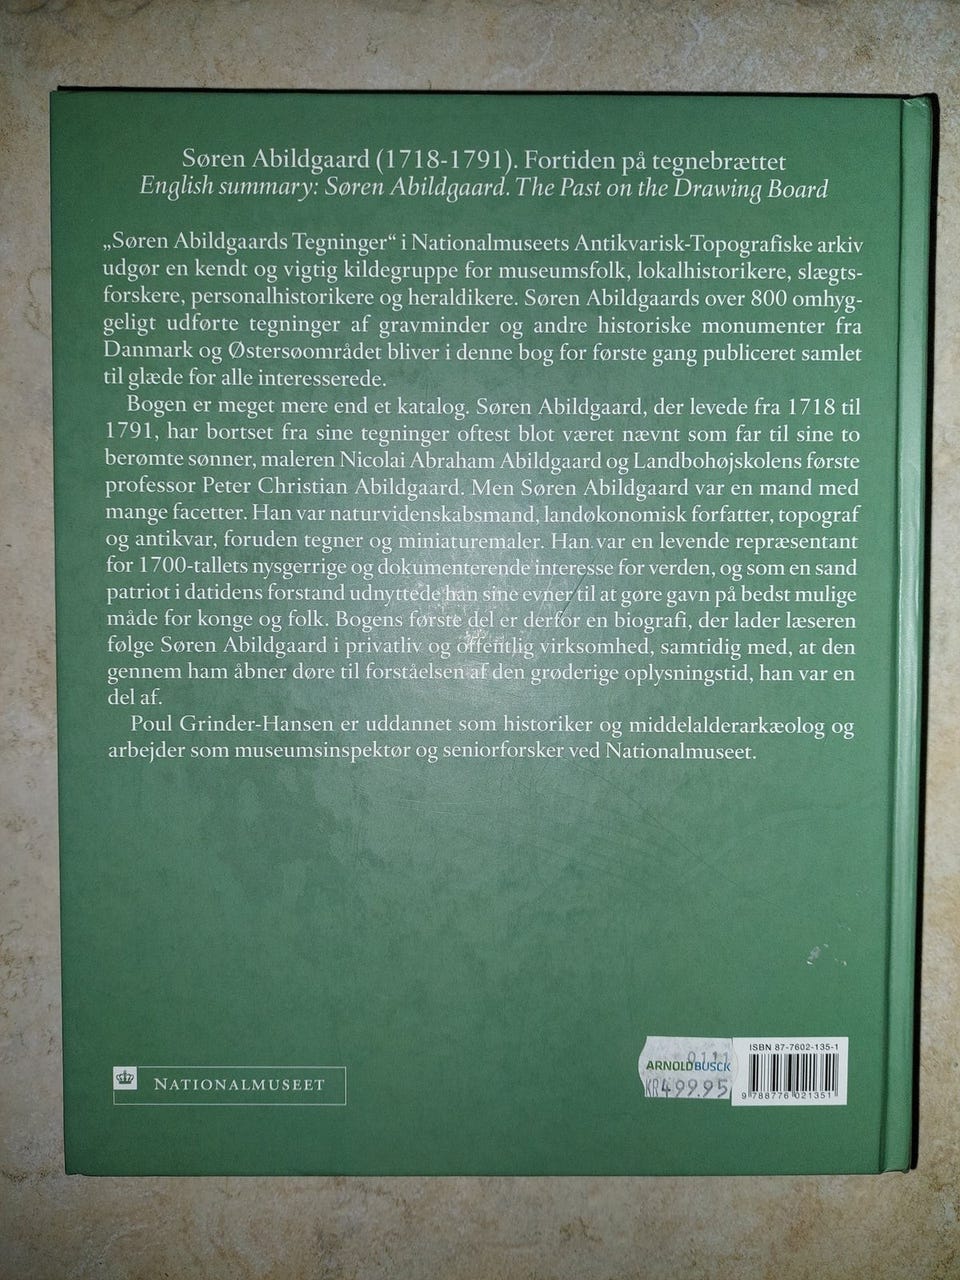 Søren Abildgaard (1718-1791). Fortiden på tegnebrættet
English summary: Søren Abildgaard. The Past on the Drawing Board
„Søren Abildgaards Tegninger“ i Nationalmuseets Antikvarisk-Topografiske arkiv
udgør en kendt og vigtig kildegruppe for museumsfolk, lokalhistorikere, slægts-
forskere, personalhistorikere og heraldikere. Søren Abildgaards over 800 omhyg-
geligt udførte tegninger af gravminder og andre historiske monumenter fra
Danmark og Østersøområdet bliver i denne bog for første gang publiceret samlet
til glæde for alle interesserede.
Bogen er meget mere end et katalog. Søren Abildgaard, der levede fra 1718 til
1791, har bortset fra sine tegninger oftest blot været nævnt som far til sine to
berømte sønner, maleren Nicolai Abraham Abildgaard og Landbohøjskolens første
professor Peter Christian Abildgaard. Men Søren Abildgaard var en mand med
mange facetter. Han var naturvidenskabsmand, landøkonomisk forfatter, topograf
og antikvar, foruden tegner og miniaturemaler. Han var en levende repræsentant
for 1700-tallets nysgerrige og dokumenterende interesse for verden, og som en sand
patriot i datidens forstand udnyttede han sine evner til at gøre gavn på bedst mulige
måde for konge og folk. Bogens første del er derfor en biografi, der lader læseren
følge Søren Abildgaard i privatliv og offentlig virksomhed, samtidig med, at den
gennem ham åbner døre til forståelsen af den grøderige oplysningstid, han var en
del af.
Poul Grinder-Hansen er uddannet som historiker og middelalderarkæolog og
arbejder som museumsinspektør og seniorforsker ved Nationalmuseet.
NATIONALMUSEET
0111
ARNOLDBUSCK
KR499.95
ISBN 87-7602-135-1
9 788776 021351